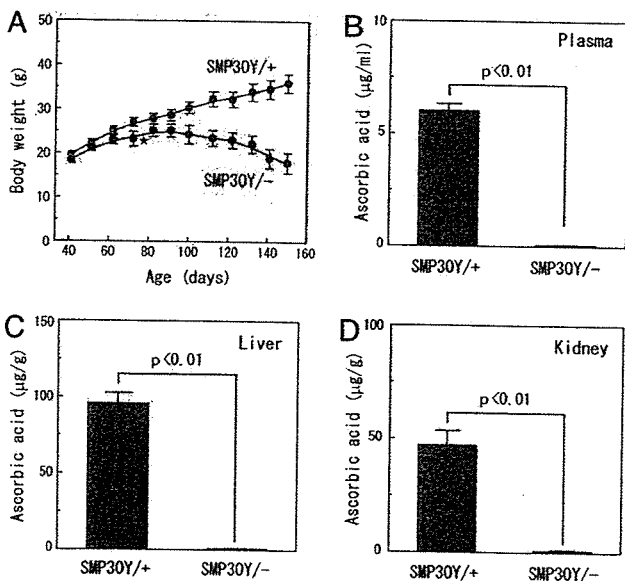 A
Body weight (g)
50
40
30
20
10
0
SMP30Y/+
SMP30Y/-
40 60 80 100 120 140 160
Age (days)
B
Ascorbic acid (µg/ml)
10
5
0
Plasma
p<0.01
SMP30Y/+ SMP30Y/-
C
Ascorbic acid (µg/g)
150
100
50
0
Liver
p<0.01
SMP30Y/+ SMP30Y/-
D
Ascorbic acid (µg/g)
100
50
0
Kidney
p<0.01
SMP30Y/+ SMP30Y/-